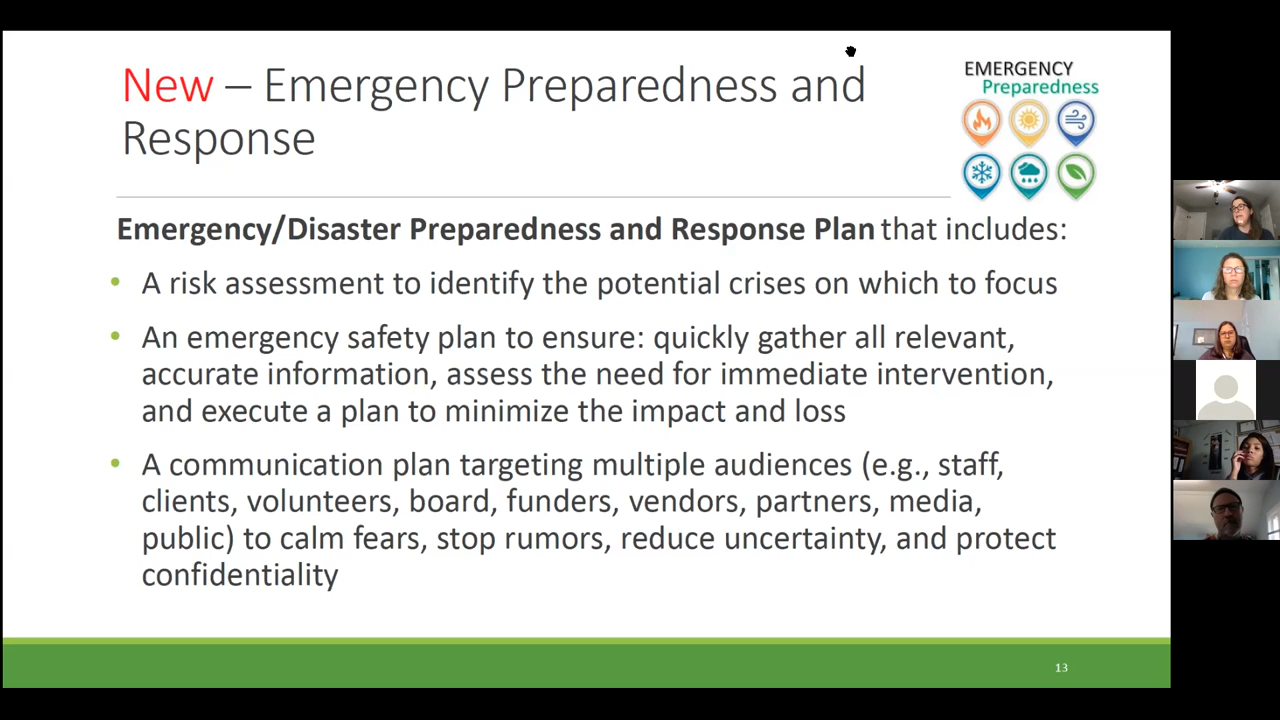 New – Emergency Preparedness and
Response
EMERGENCY
Preparedness
Emergency/Disaster Preparedness and Response Plan that includes:
• A risk assessment to identify the potential crises on which to focus
• An emergency safety plan to ensure: quickly gather all relevant,
accurate information, assess the need for immediate intervention,
and execute a plan to minimize the impact and loss
• A communication plan targeting multiple audiences (e.g., staff,
clients, volunteers, board, funders, vendors, partners, media,
public) to calm fears, stop rumors, reduce uncertainty, and protect
confidentiality
13